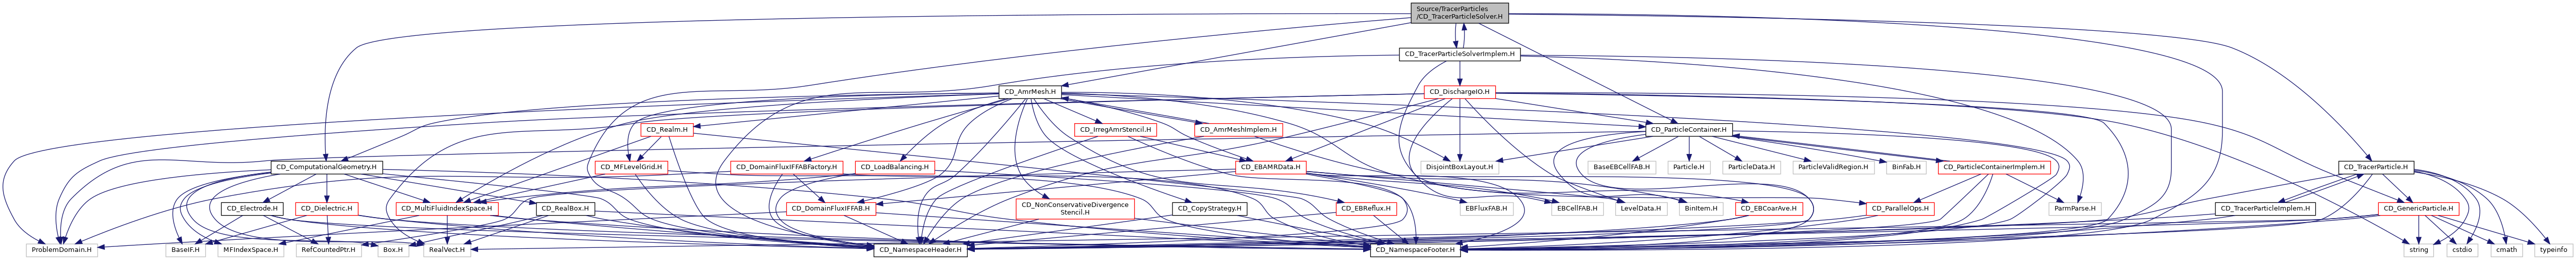 Source/TracerParticles
/CD_TracerParticleSolver.H
CD_TracerParticleSolverImplem.H
CD_AmrMesh.H
CD_DischargeIO.H
CD_Realm.H
CD_IrregAmrStencil.H
CD_AmrMeshImplem.H
CD_ParticleContainer.H
CD_ComputationalGeometry.H
CD_MFLevelGrid.H
CD_DomainFluxIFFABFactory.H
CD_LoadBalancing.H
CD_EBAMRData.H
DisjointBoxLayout.H
BaseEBCellFAB.H
Particle.H
ParticleData.H
ParticleValidRegion.H
BinFab.H
CD_ParticleContainerImplem.H
CD_TracerParticle.H
CD_Electrode.H
CD_Dielectric.H
CD_MultiFluidIndexSpace.H
CD_RealBox.H
CD_DomainFluxIFFAB.H
CD_NonConservativeDivergence
Stencil.H
CD_CopyStrategy.H
CD_EBReflux.H
EBFluxFAB.H
EBCellFAB.H
LevelData.H
BinItem.H
CD_EBCoarAve.H
CD_ParallelOps.H
ParmParse.H
CD_TracerParticleImplem.H
CD_GenericParticle.H
ProblemDomain.H
BaseIF.H
MFIndexSpace.H
RefCountedPtr.H
Box.H
RealVect.H
CD_NamespaceHeader.H
CD_NamespaceFooter.H
string
cstdio
cmath
typeinfo